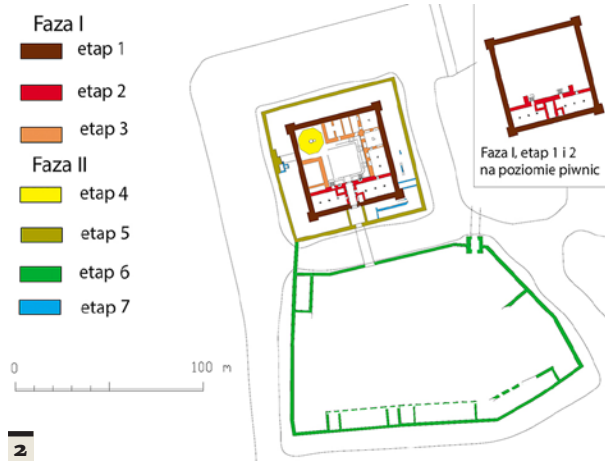 Faza I
etap 1
etap 2
etap 3
Faza II
etap 4
etap 5
etap 6
etap 7
0 100 m
2
Faza I, etap 1 i 2
na poziomie piwnic